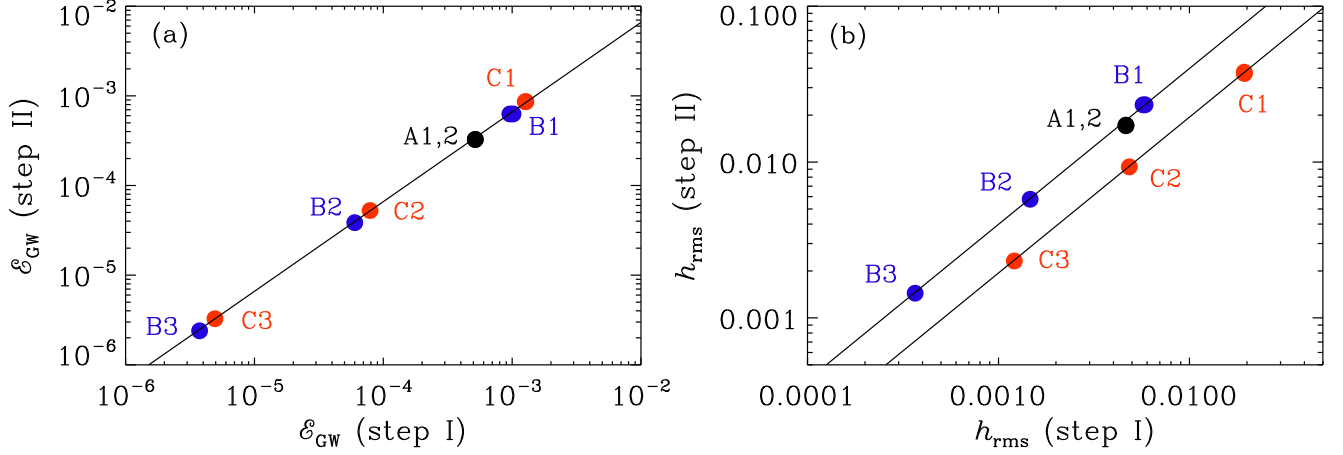 (a)
10⁻²
10⁻³
10⁻⁴
10⁻⁵
10⁻⁶
ℰ_GW (step II)
C1
B1
A1,2
B2
C2
B3
C3
10⁻⁶ 10⁻⁵ 10⁻⁴ 10⁻³ 10⁻²
ℰ_GW (step I)
(b)
0.100
0.010
0.001
h_rms (step II)
B1
C1
A1,2
B2
C2
B3
C3
0.0001 0.0010 0.0100
h_rms (step I)